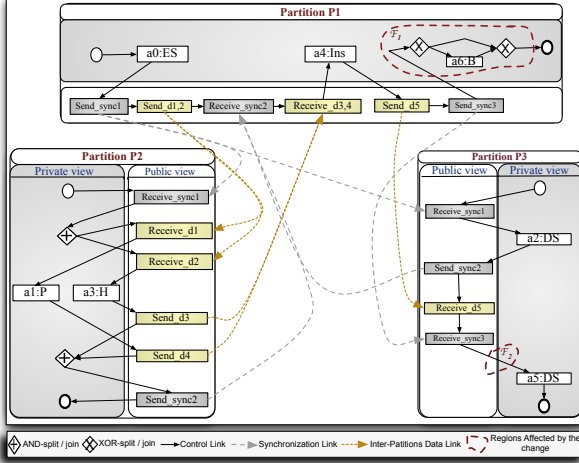 Partition P1
a0:ES
a4:Ins
F1
a6:B
Send_sync1
Send_d1,2
Receive_sync2
Receive_d3,4
Send_d5
Send_sync3
Partition P2
Private view
Public view
Receive_sync1
Receive_d1
Receive_d2
a1:P
a3:H
Send_d3
Send_d4
Send_sync2
Partition P3
Public view
Private view
Receive_sync1
a2:DS
Send_sync2
Receive_d5
Receive_sync3
F2
a5:DS
AND-split / join
XOR-split / join
Control Link
Synchronization Link
Inter-Patitions Data Link
Regions Affected by the
change